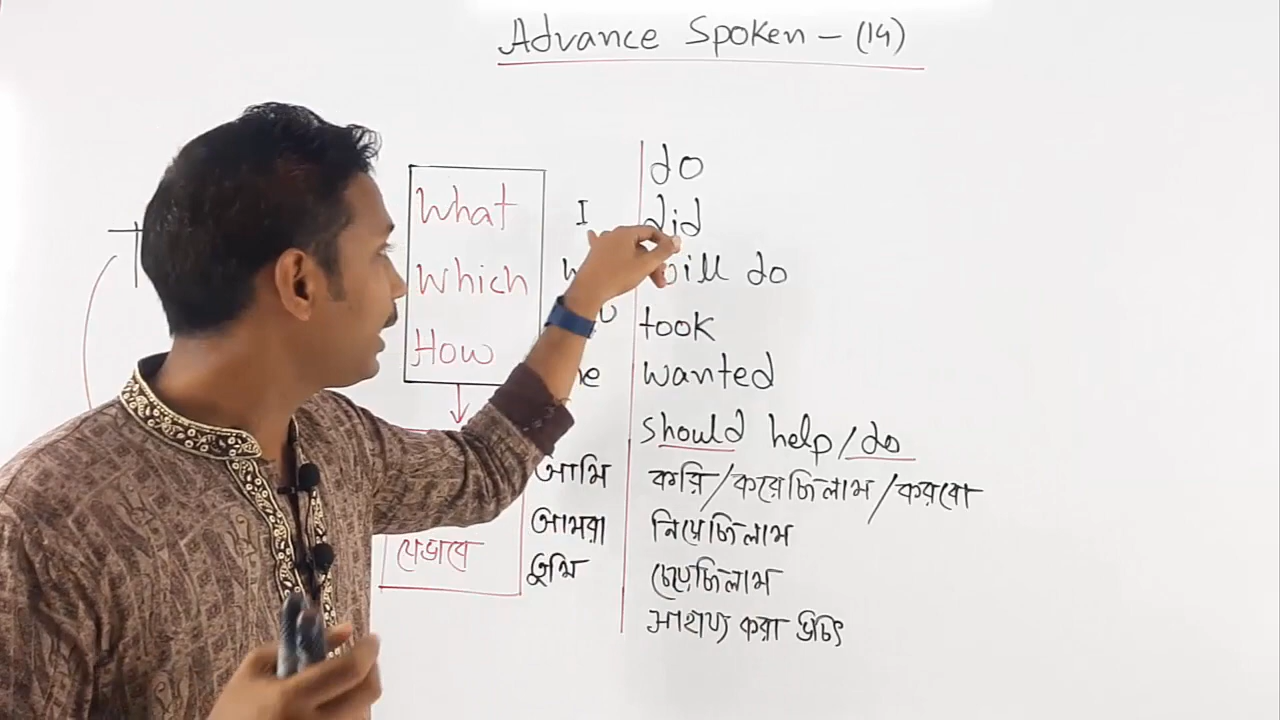 Advance Spoken – (14)
do
What I did
Which will do
How took
he wanted
should help/do
আমি করি/করেছিলাম/করবো
আমরা নিয়েছিলাম
যেভাবে তুমি চেয়েছিলাম
সাহায্য করা উচিৎ